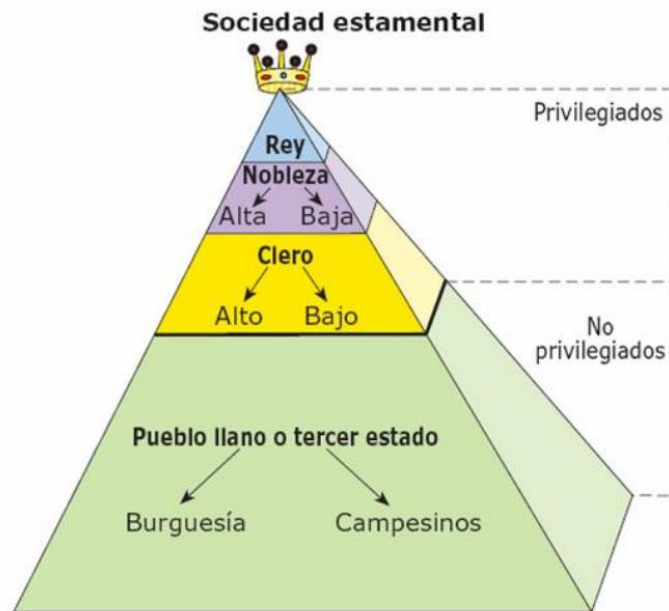 Sociedad estamental
Privilegiados
Rey
Nobleza
Alta Baja
Clero
Alto Bajo
No
privilegiados
Pueblo llano o tercer estado
Burguesía Campesinos